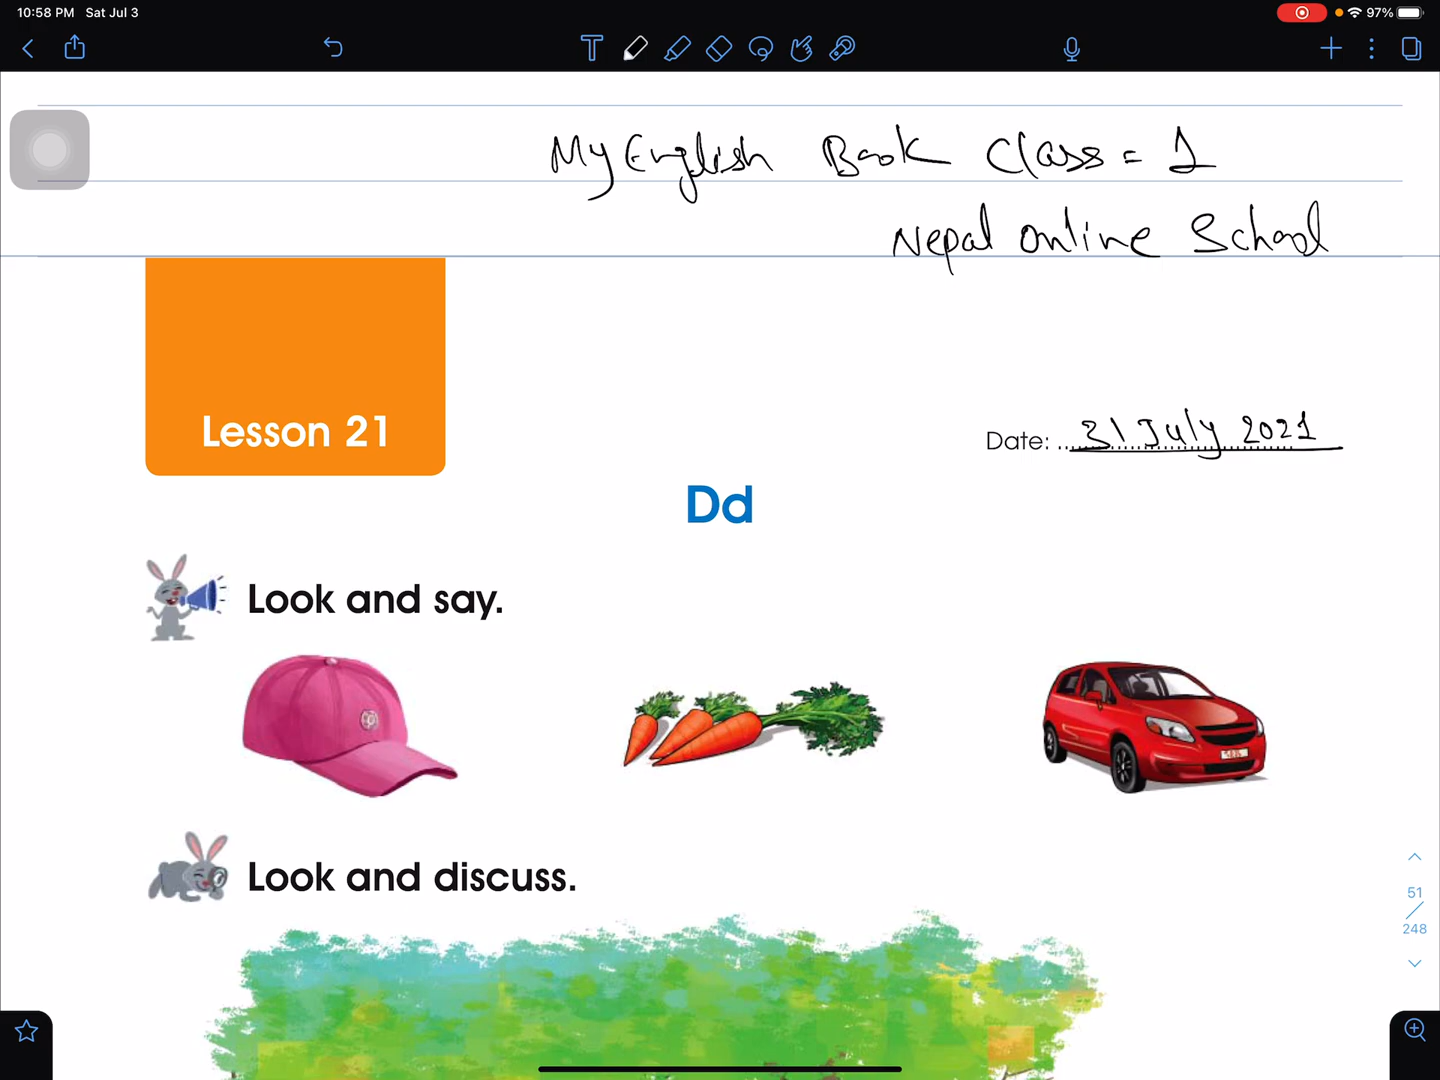 10:58 PM Sat Jul 3
97%
My English Book Class = 1
Nepal Online School
Lesson 21
Date: 31 July 2021
Dd
Look and say.
Look and discuss.
51
248